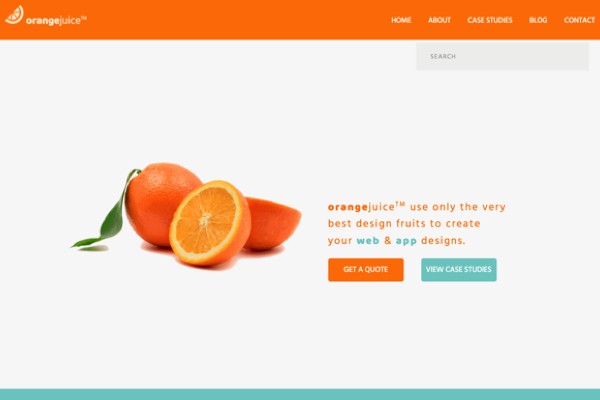 orangejuice™
HOME ABOUT CASE STUDIES BLOG CONTACT
SEARCH
orangejuice™ use only the very
best design fruits to create
your web & app designs.
GET A QUOTE VIEW CASE STUDIES